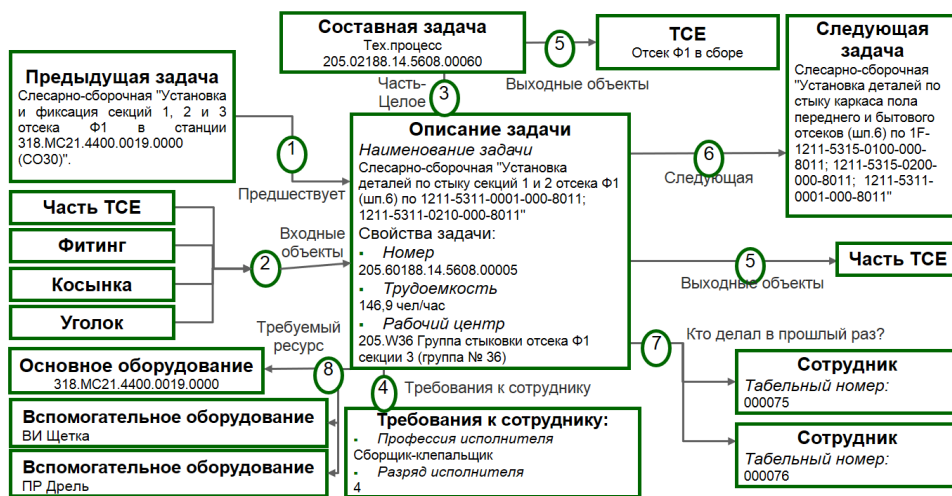 Составная задача
Тех.процесс
205.02188.14.5608.00060
5
Выходные объекты
ТСЕ
Отсек Ф1 в сборе
Следующая
задача
Слесарно-сборочная
"Установка деталей по
стыку каркаса пола
переднего и бытового
отсеков (шп.6) по 1F-
1211-5315-0100-000-
8011; 1211-5315-0200-
000-8011; 1211-5311-
0001-000-8011"
Предыдущая задача
Слесарно-сборочная "Установка
и фиксация секций 1, 2 и 3
отсека Ф1 в станции
318.МС21.4400.0019.0000
(СО30)".
Часть-
Целое
3
1
Предшествует
Описание задачи
Наименование задачи
Слесарно-сборочная "Установка
деталей по стыку секций 1 и 2 отсека Ф1
(шп.6) по 1211-5311-0001-000-8011;
1211-5311-0210-000-8011"
Свойства задачи:
▪ Номер
205.60188.14.5608.00005
▪ Трудоемкость
146,9 чел/час
▪ Рабочий центр
205.W36 Группа стыковки отсека Ф1
секции 3 (группа № 36)
6
Следующая
Часть ТСЕ
Фитинг
Косынка
Уголок
Входные
объекты
2
5
Выходные объекты
Часть ТСЕ
Требуемый
ресурс
8
Основное оборудование
318.МС21.4400.0019.0000
Вспомогательное оборудование
ВИ Щетка
Вспомогательное оборудование
ПР Дрель
4
Требования к сотруднику
Требования к сотруднику:
▪ Профессия исполнителя
Сборщик-клепальщик
▪ Разряд исполнителя
4
7
Кто делал в прошлый раз?
Сотрудник
Табельный номер:
000075
Сотрудник
Табельный номер:
000076